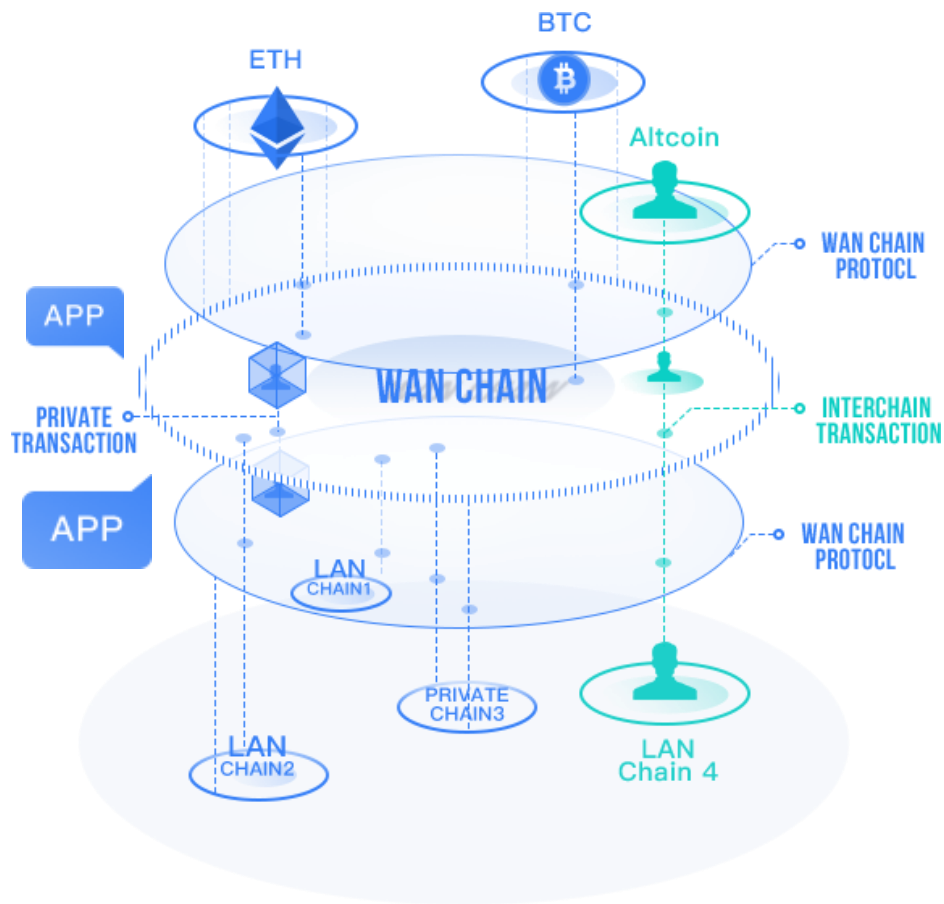 BTC
ETH
Altcoin
WAN CHAIN
PROTOCL
APP
WAN CHAIN
PRIVATE
TRANSACTION
INTERCHAIN
TRANSACTION
APP
WAN CHAIN
PROTOCL
LAN
CHAIN1
PRIVATE
CHAIN3
LAN
CHAIN2
LAN
Chain 4